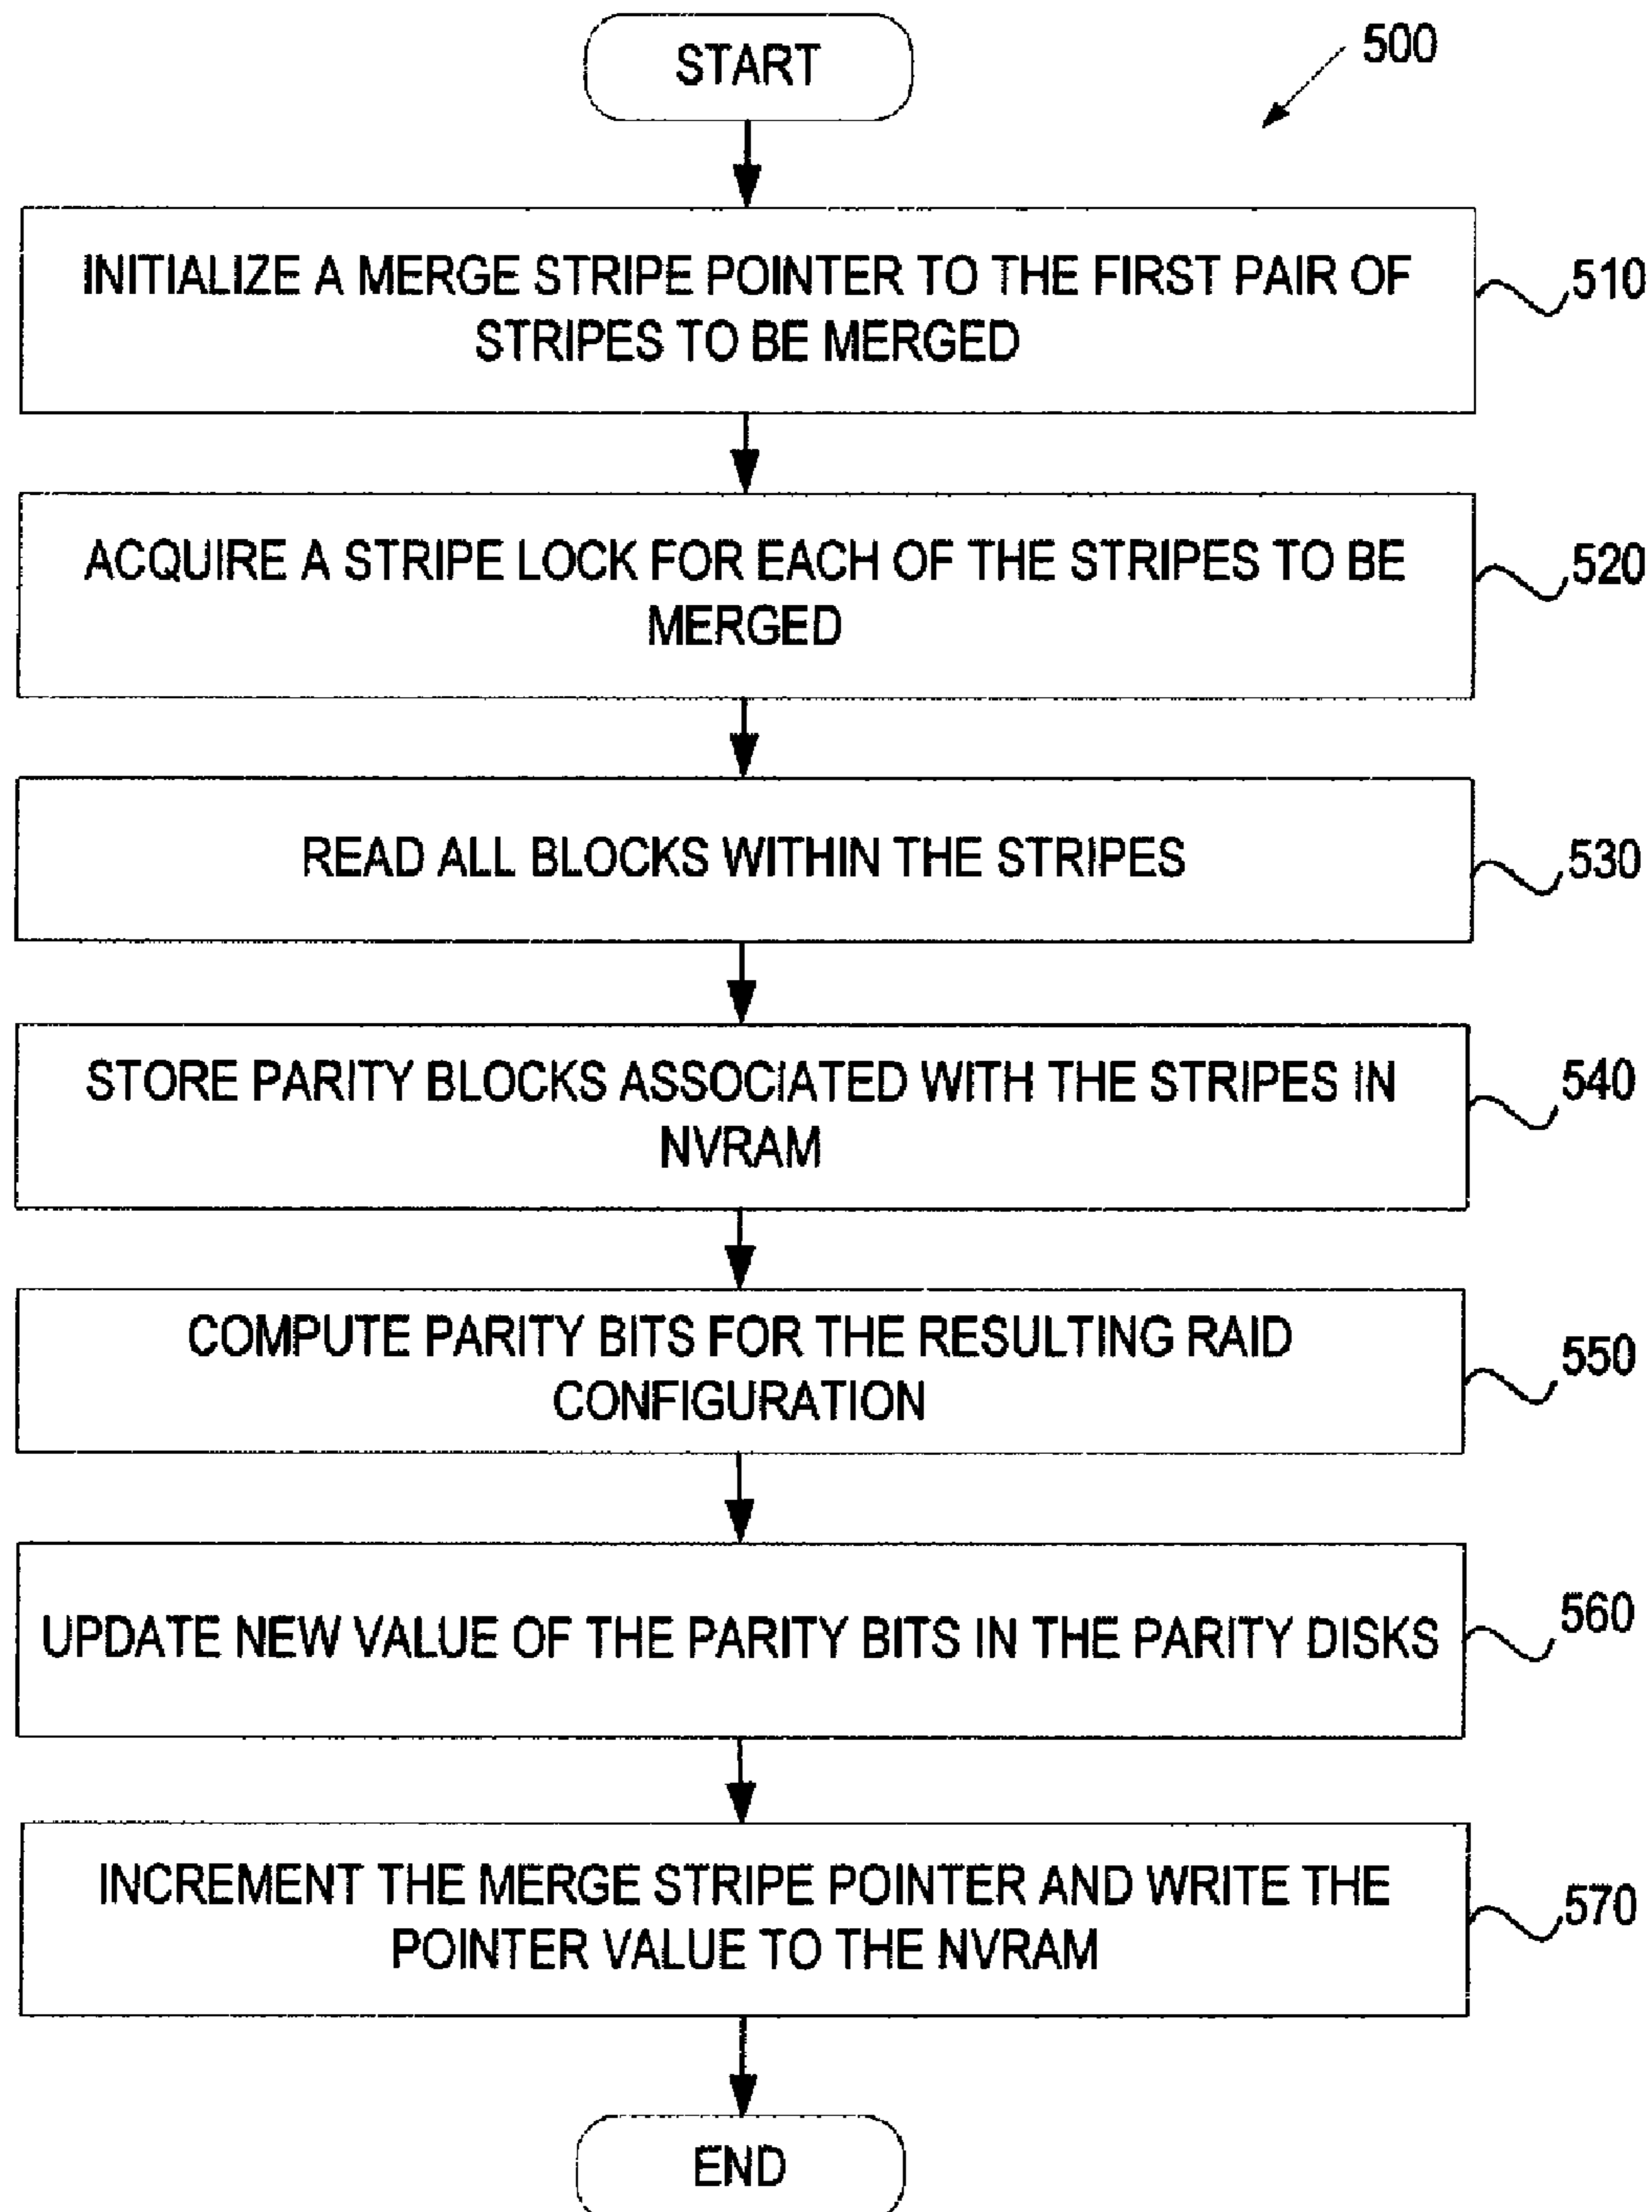 START
500
INITIALIZE A MERGE STRIPE POINTER TO THE FIRST PAIR OF
STRIPES TO BE MERGED
510
ACQUIRE A STRIPE LOCK FOR EACH OF THE STRIPES TO BE
MERGED
520
READ ALL BLOCKS WITHIN THE STRIPES
530
STORE PARITY BLOCKS ASSOCIATED WITH THE STRIPES IN
NVRAM
540
COMPUTE PARITY BITS FOR THE RESULTING RAID
CONFIGURATION
550
UPDATE NEW VALUE OF THE PARITY BITS IN THE PARITY DISKS
560
INCREMENT THE MERGE STRIPE POINTER AND WRITE THE
POINTER VALUE TO THE NVRAM
570
END